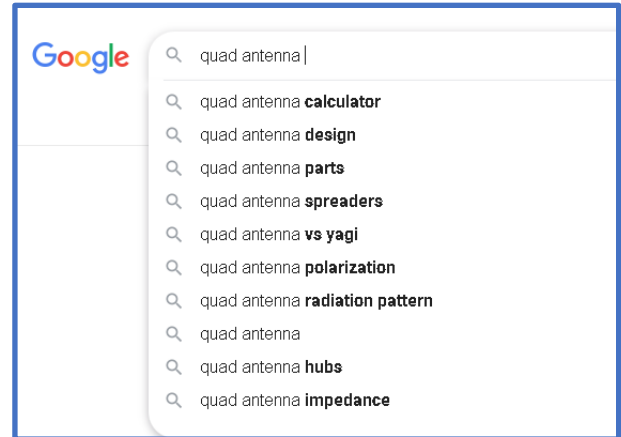 Google
quad antenna
quad antenna calculator
quad antenna design
quad antenna parts
quad antenna spreaders
quad antenna vs yagi
quad antenna polarization
quad antenna radiation pattern
quad antenna
quad antenna hubs
quad antenna impedance